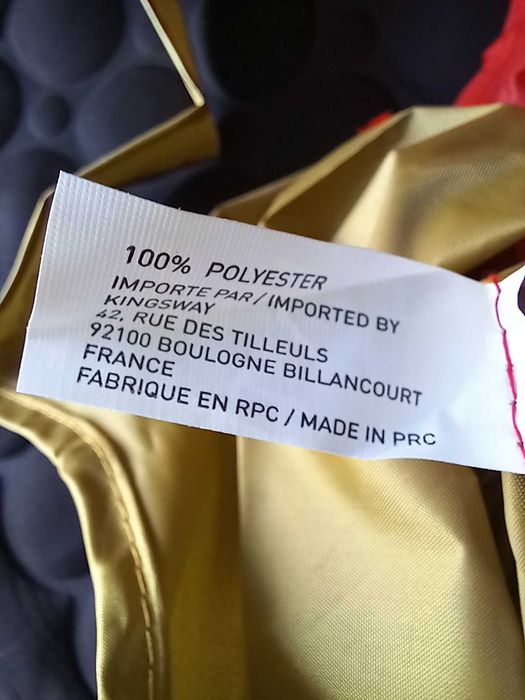 100% POLYESTER
IMPORTE PAR / IMPORTED BY
KINGSWAY
42, RUE DES TILLEULS
92100 BOULOGNE BILLANCOURT
FRANCE
FABRIQUE EN RPC / MADE IN PRC